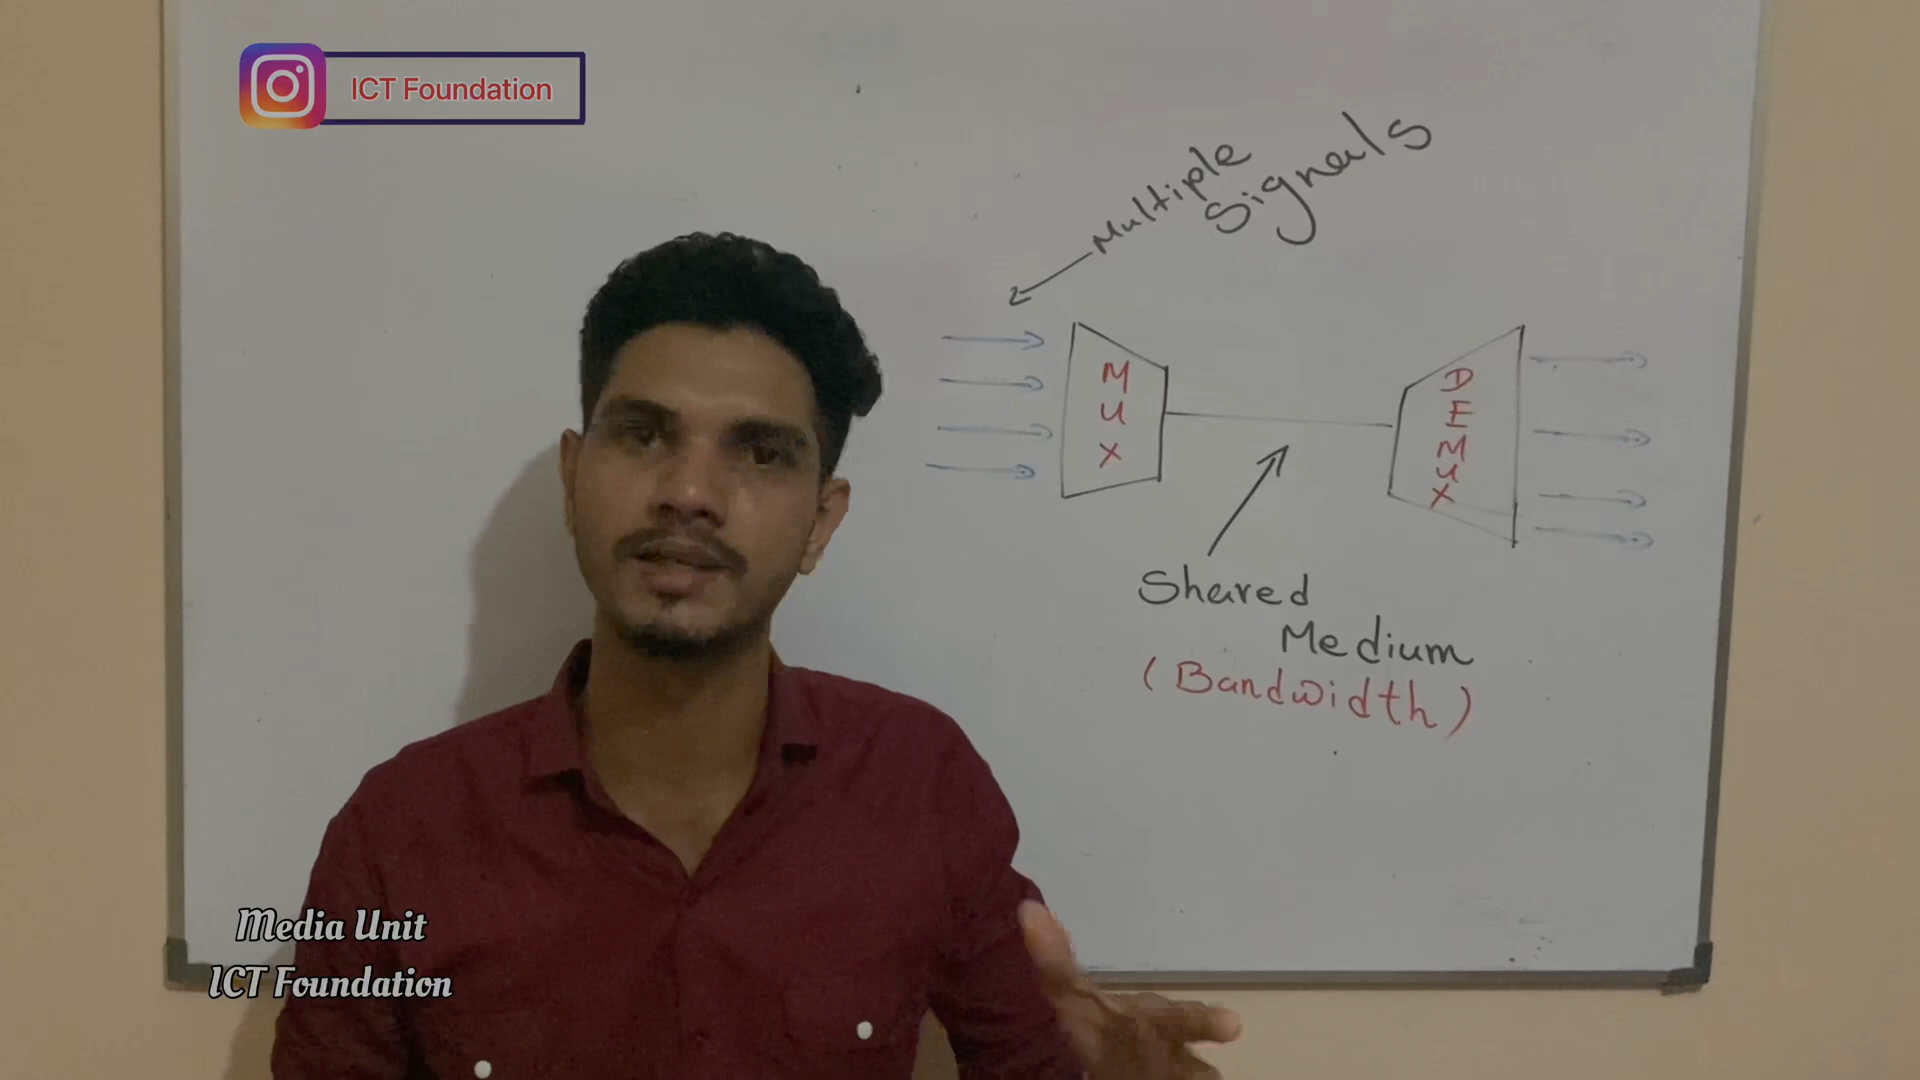 ICT Foundation
Multiple
Signals
M
U
X
D
E
M
U
X
Shared
Medium
(Bandwidth)
Media Unit
ICT Foundation